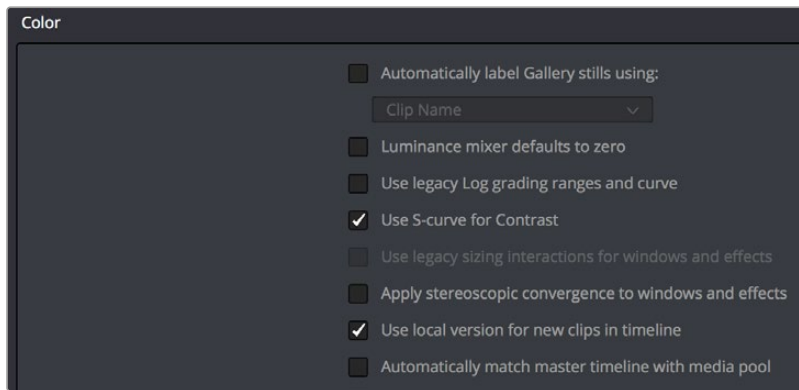 Color
Automatically label Gallery stills using:
Clip Name
Luminance mixer defaults to zero
Use legacy Log grading ranges and curve
Use S-curve for Contrast
Use legacy sizing interactions for windows and effects
Apply stereoscopic convergence to windows and effects
Use local version for new clips in timeline
Automatically match master timeline with media pool